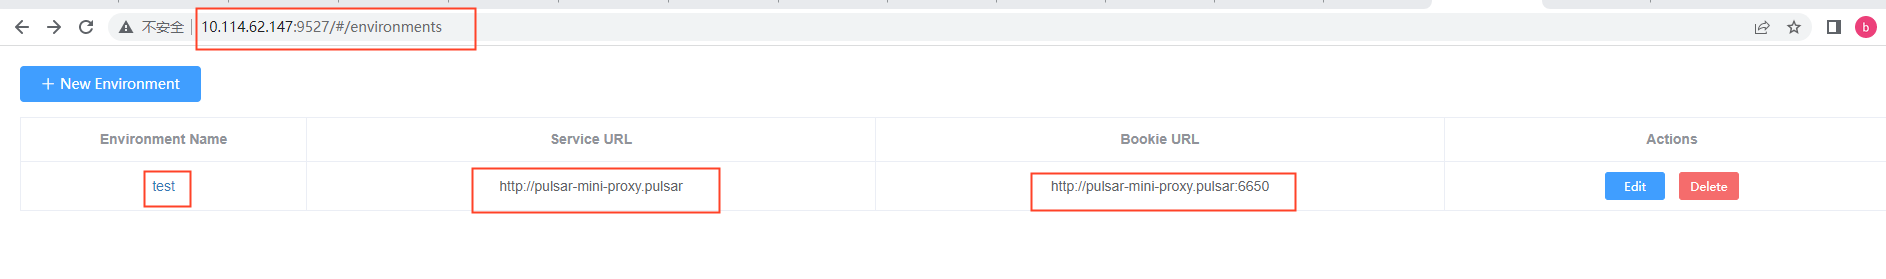 不安全 10.114.62.147:9527/#/environments b
+ New Environment
Environment Name Service URL Bookie URL Actions
test http://pulsar-mini-proxy.pulsar http://pulsar-mini-proxy.pulsar:6650 Edit Delete